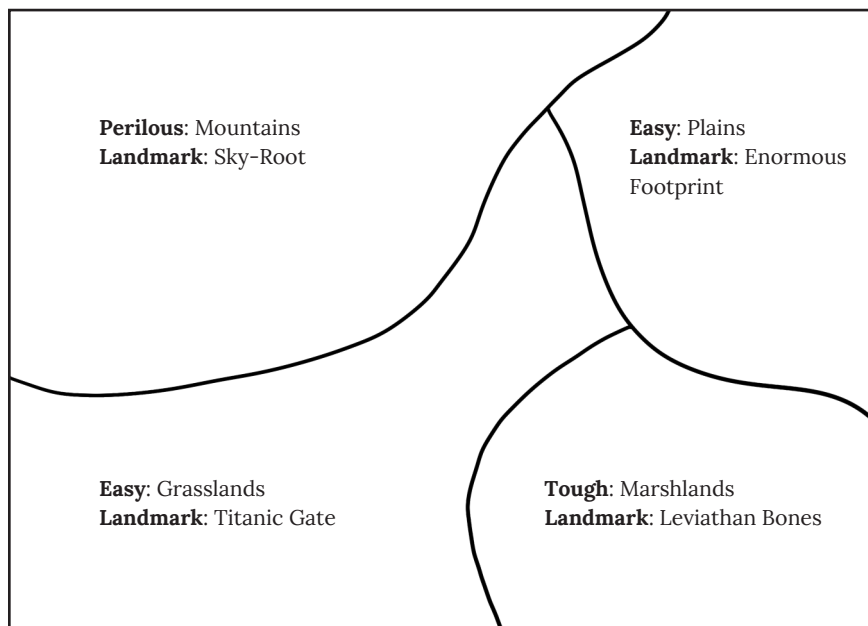 Perilous: Mountains
Landmark: Sky-Root
Easy: Plains
Landmark: Enormous
Footprint
Easy: Grasslands
Landmark: Titanic Gate
Tough: Marshlands
Landmark: Leviathan Bones